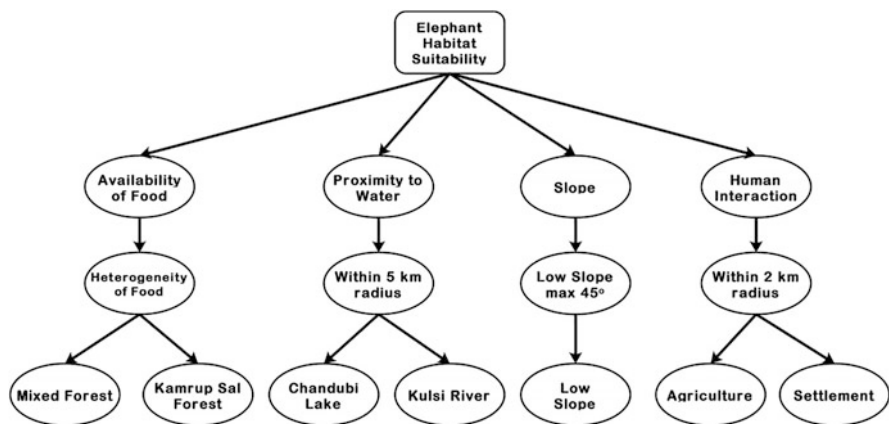 Elephant
Habitat
Suitability
Availability
of Food
Proximity to
Water
Slope
Human
Interaction
Heterogeneity
of Food
Within 5 km
radius
Low Slope
max 45º
Within 2 km
radius
Mixed Forest
Kamrup Sal
Forest
Chandubi
Lake
Kulsi River
Low
Slope
Agriculture
Settlement